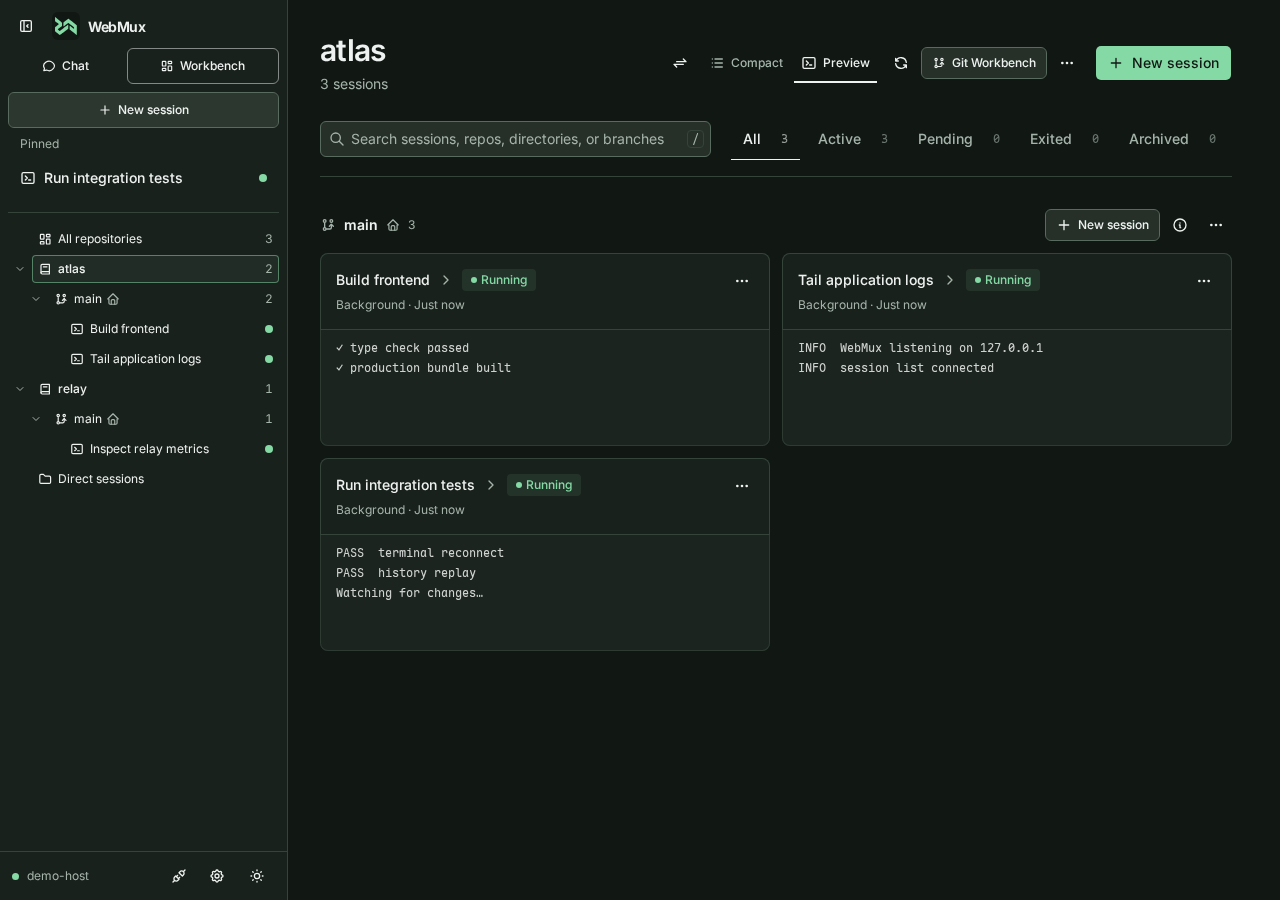 WebMux
Chat
Workbench
New session
Pinned
Run integration tests
All repositories 3
atlas 2
main 2
Build frontend
Tail application logs
relay 1
main 1
Inspect relay metrics
Direct sessions
demo-host
atlas
3 sessions
Compact
Preview
Git Workbench
New session
Search sessions, repos, directories, or branches /
All 3
Active 3
Pending 0
Exited 0
Archived 0
main 3
New session
Build frontend
Running
Background · Just now
✓ type check passed
✓ production bundle built
Tail application logs
Running
Background · Just now
INFO WebMux listening on 127.0.0.1
INFO session list connected
Run integration tests
Running
Background · Just now
PASS terminal reconnect
PASS history replay
Watching for changes…